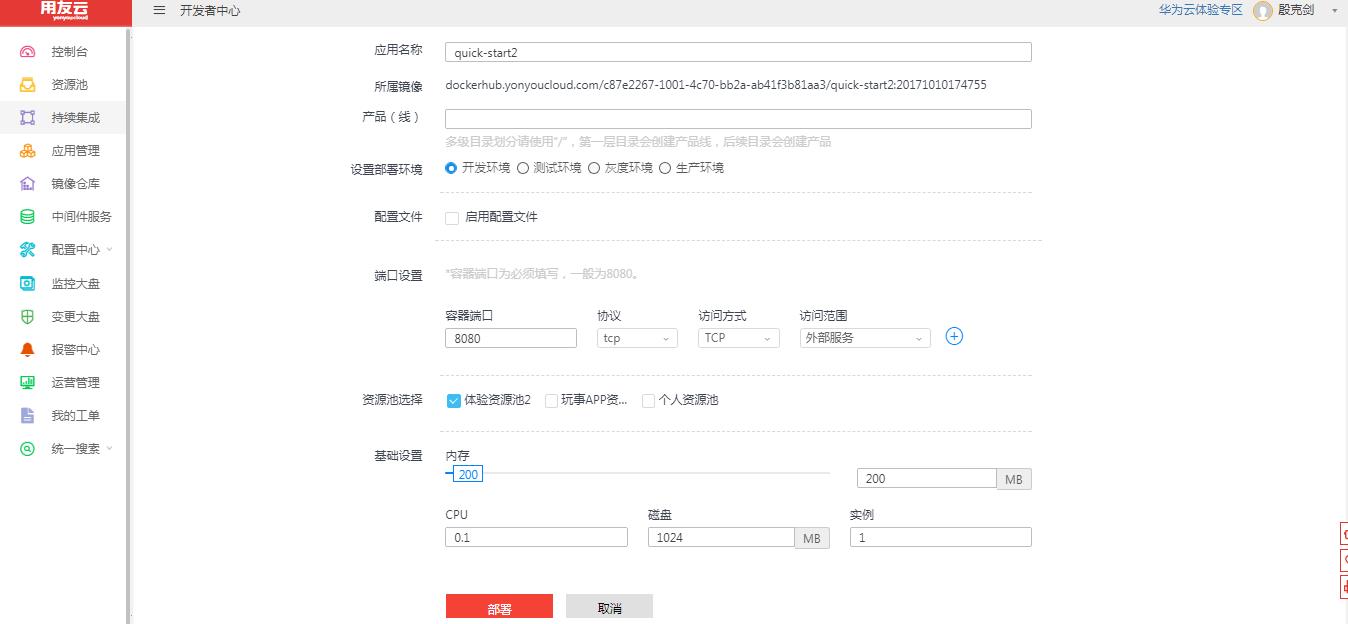 用友云
yonyoucloud
开发者中心
华为云体验专区
殷克剑
控制台
资源池
持续集成
应用管理
镜像仓库
中间件服务
配置中心
监控大盘
变更大盘
报警中心
运营管理
我的工单
统一搜索
应用名称 quick-start2
所属镜像 dockerhub.yonyoucloud.com/c87e2267-1001-4c70-bb2a-ab41f3b81aa3/quick-start2:20171010174755
产品（线）
多级目录划分请使用"/"，第一层目录会创建产品线，后续目录会创建产品
设置部署环境 开发环境 测试环境 灰度环境 生产环境
配置文件 启用配置文件
端口设置 *容器端口为必须填写，一般为8080。
容器端口 协议 访问方式 访问范围
8080 tcp TCP 外部服务
资源池选择 体验资源池2 玩事APP资... 个人资源池
基础设置 内存
200 200 MB
CPU 磁盘 实例
0.1 1024 MB 1
部署 取消